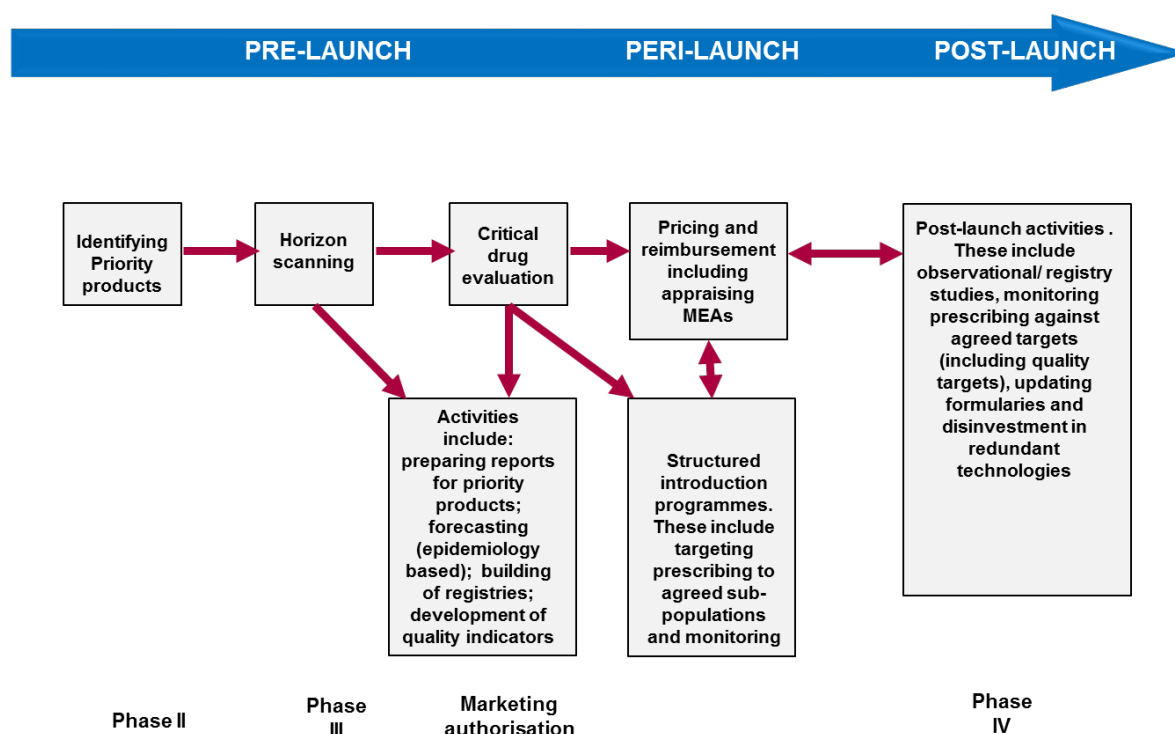 PRE-LAUNCH
PERI-LAUNCH
POST-LAUNCH
Identifying
Priority
products
Horizon
scanning
Critical
drug
evaluation
Pricing and
reimbursement
including
appraising
MEAs
Post-launch activities .
These include
observational/ registry
studies, monitoring
prescribing against
agreed targets
(including quality
targets), updating
formularies and
disinvestment in
redundant
technologies
Activities
include:
preparing reports
for priority
products;
forecasting
(epidemiology
based); building
of registries;
development of
quality indicators
Structured
introduction
programmes.
These include
targeting
prescribing to
agreed sub-
populations
and monitoring
Phase II
Phase
III
Marketing
authorisation
Phase
IV